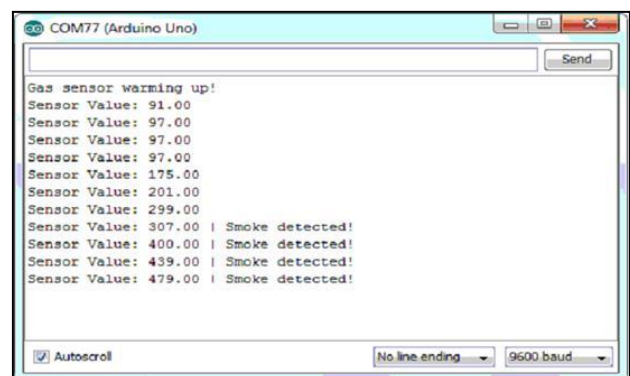 COM77 (Arduino Uno)
Send
Gas sensor warming up!
Sensor Value: 91.00
Sensor Value: 97.00
Sensor Value: 97.00
Sensor Value: 97.00
Sensor Value: 175.00
Sensor Value: 201.00
Sensor Value: 299.00
Sensor Value: 307.00 | Smoke detected!
Sensor Value: 400.00 | Smoke detected!
Sensor Value: 439.00 | Smoke detected!
Sensor Value: 479.00 | Smoke detected!
Autoscroll No line ending 9600 baud